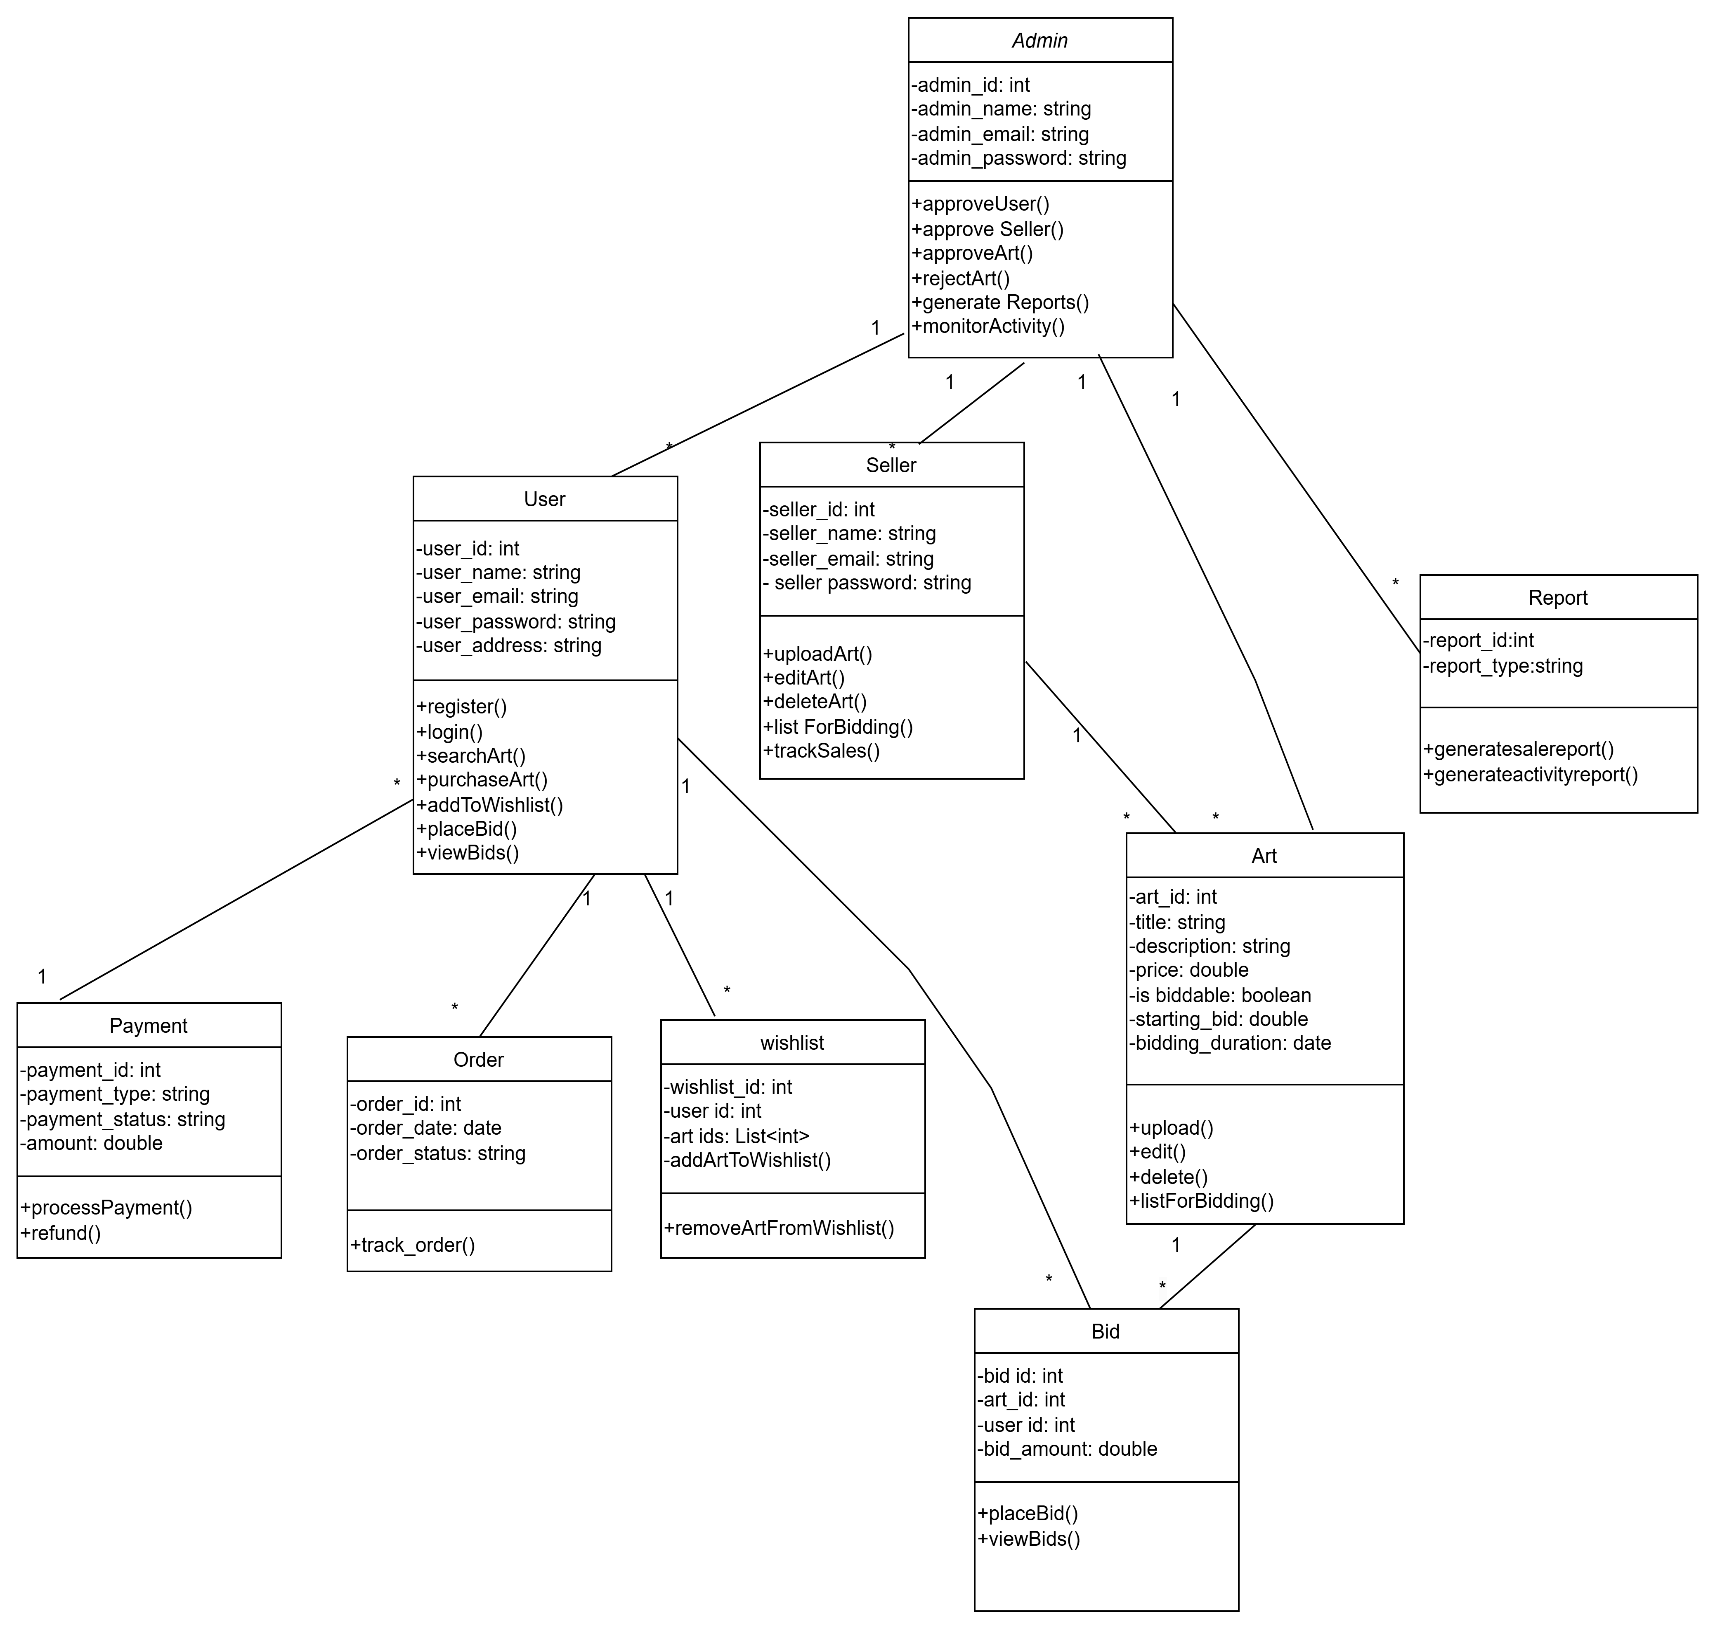 Admin
-admin_id: int
-admin_name: string
-admin_email: string
-admin_password: string
+approveUser()
+approve Seller()
+approveArt()
+rejectArt()
+generate Reports()
+monitorActivity()
1
1
1
1
*
*
*
User
-user_id: int
-user_name: string
-user_email: string
-user_password: string
-user_address: string
+register()
+login()
+searchArt()
+purchaseArt()
+addToWishlist()
+placeBid()
+viewBids()
Seller
-seller_id: int
-seller_name: string
-seller_email: string
- seller password: string
+uploadArt()
+editArt()
+deleteArt()
+list ForBidding()
+trackSales()
Report
-report_id:int
-report_type:string
+generatesalereport()
+generateactivityreport()
1
*
1
*
*
Art
-art_id: int
-title: string
-description: string
-price: double
-is biddable: boolean
-starting_bid: double
-bidding_duration: date
+upload()
+edit()
+delete()
+listForBidding()
1
1
1
*
*
Payment
-payment_id: int
-payment_type: string
-payment_status: string
-amount: double
+processPayment()
+refund()
Order
-order_id: int
-order_date: date
-order_status: string
+track_order()
wishlist
-wishlist_id: int
-user id: int
-art ids: List<int>
-addArtToWishlist()
+removeArtFromWishlist()
1
*
*
Bid
-bid id: int
-art_id: int
-user id: int
-bid_amount: double
+placeBid()
+viewBids()